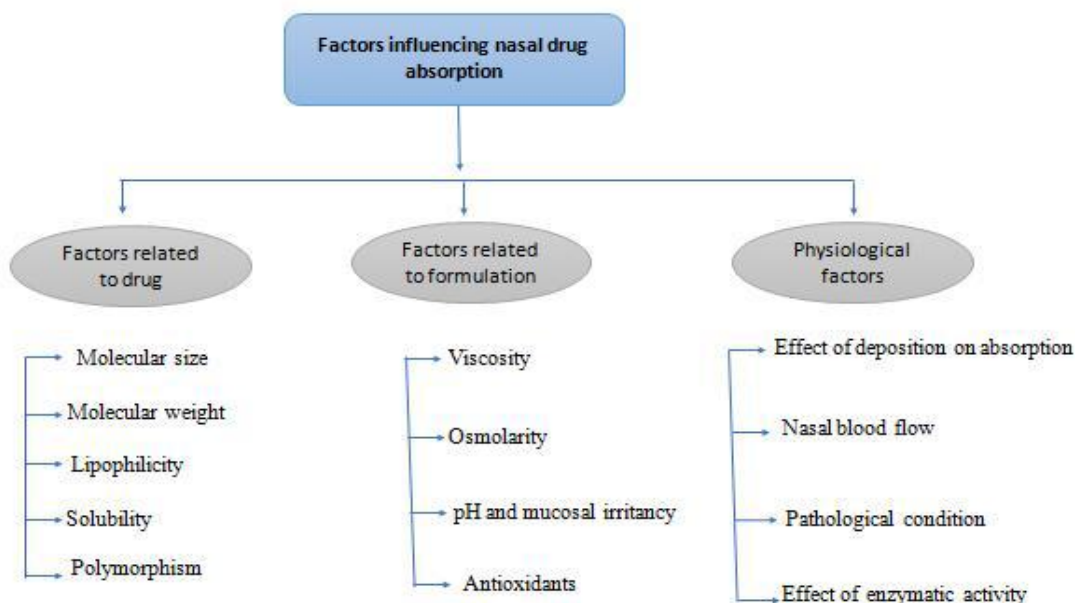 Factors influencing nasal drug
absorption
Factors related
to drug
Molecular size
Molecular weight
Lipophilicity
Solubility
Polymorphism
Factors related
to formulation
Viscosity
Osmolarity
pH and mucosal irritancy
Antioxidants
Physiological
factors
Effect of deposition on absorption
Nasal blood flow
Pathological condition
Effect of enzymatic activity